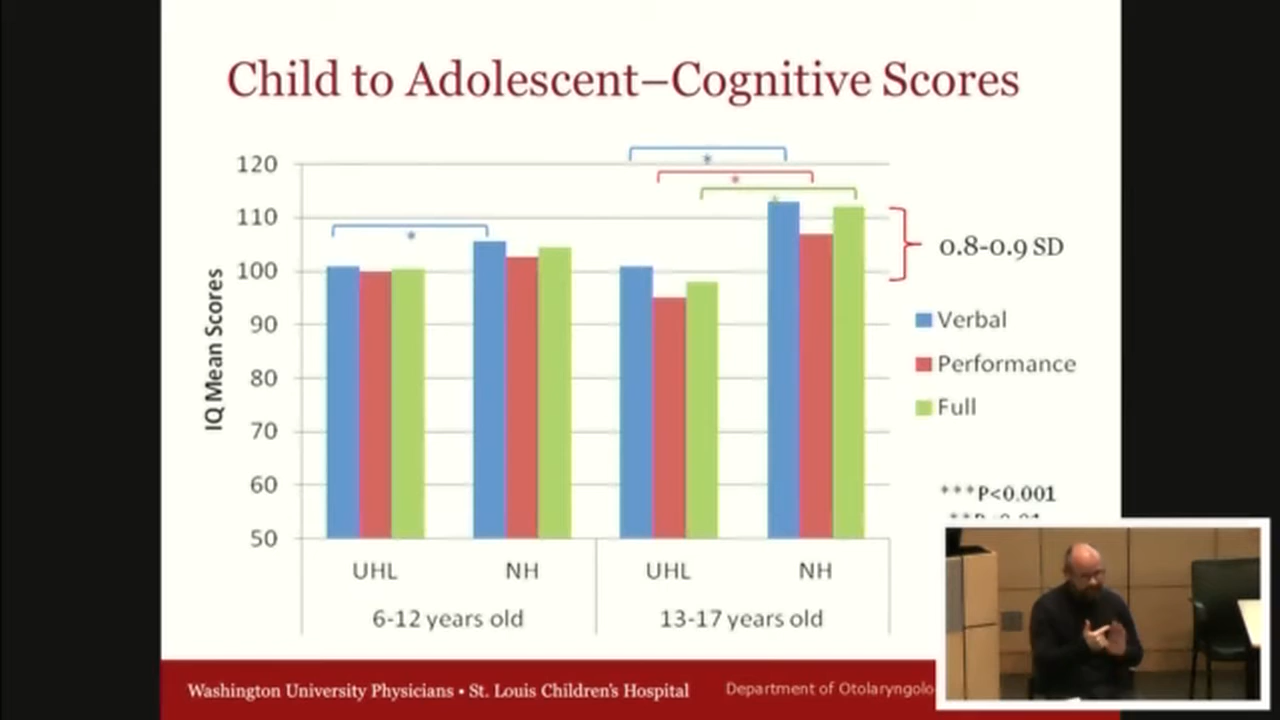 Child to Adolescent–Cognitive Scores
120
110
100
90
80
70
60
50
IQ Mean Scores
*
*
*
*
0.8-0.9 SD
Verbal
Performance
Full
***P<0.001
UHL NH UHL NH
6-12 years old 13-17 years old
Washington University Physicians • St. Louis Children's Hospital
Department of